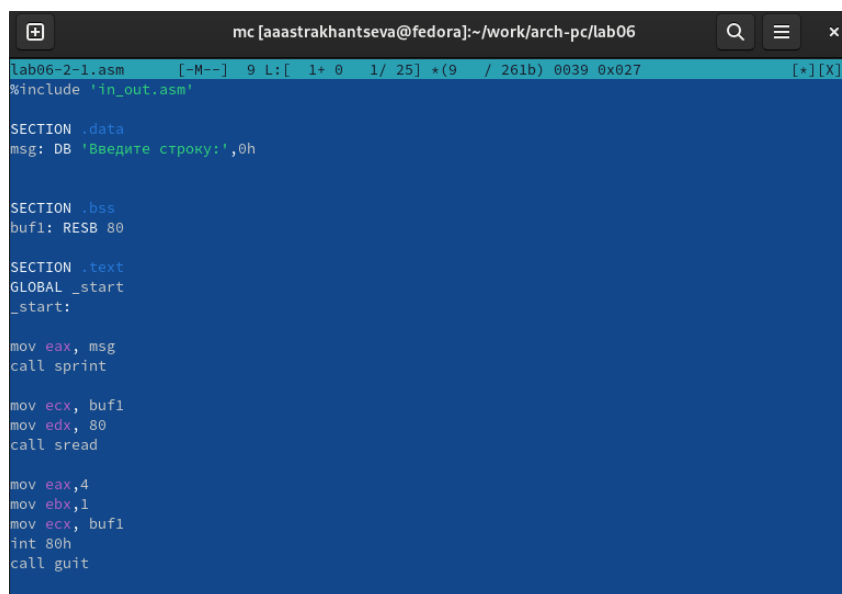 mc [aaastrakhantseva@fedora]:~/work/arch-pc/lab06
lab06-2-1.asm [-M--] 9 L:[ 1+ 0 1/ 25] *(9 / 261b) 0039 0x027 [*][X]
%include 'in_out.asm'
SECTION .data
msg: DB 'Введите строку:',0h
SECTION .bss
buf1: RESB 80
SECTION .text
GLOBAL _start
_start:
mov eax, msg
call sprint
mov ecx, buf1
mov edx, 80
call sread
mov eax,4
mov ebx,1
mov ecx, buf1
int 80h
call guit